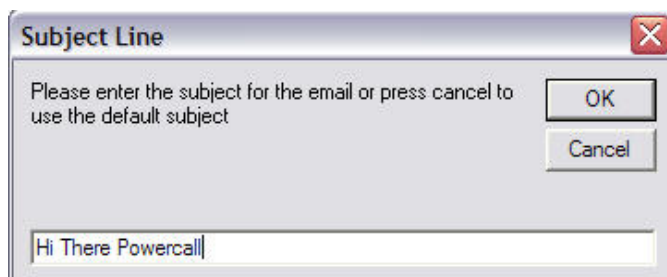 Subject Line
Please enter the subject for the email or press cancel to
use the default subject
OK
Cancel
Hi There Powercall